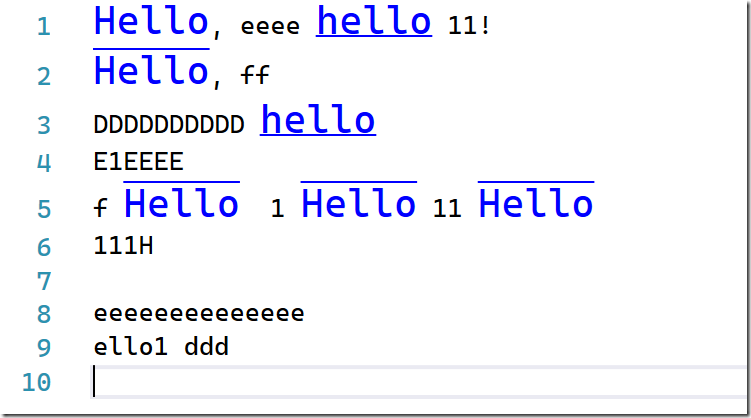 1 Hello, eeee hello 11!
2 Hello, ff
3 DDDDDDDDDD hello
4 E1EEEE
5 f Hello  1 Hello 11 Hello
6 111H
7
8 eeeeeeeeeeeeee
9 ello1 ddd
10